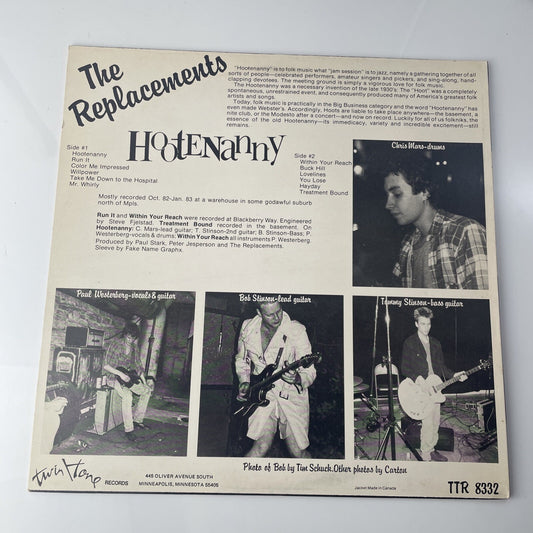 The
Replacements
"Hootenanny" is to folk music what "jam session" is to jazz, namely a gathering together of all
sorts of people—celebrated performers, amateur singers and pickers, and sing-along, hand-
clapping devotees. The meeting ground is simply a vigorous love for folk music.
The Hootenanny was a necessary invention of the late 1930's: The "Hoot" was a completely
spontaneous, unrestrained event, and consequently produced many of America's greatest folk
artists and songs.
Today, folk music is practically in the Big Business category and the word "Hootenanny" has
even made Webster's. Accordingly, Hoots are liable to take place anywhere—the basement, a
nite club, or the Modesto after a concert—and now on record. Luckily for all of us folkniks, the
essence of the old Hootenanny—its immedicacy, variety and incredible excitement—still
remains.
HOOTENANNY
Side #1
Hootenanny
Run It
Color Me Impressed
Willpower
Take Me Down to the Hospital
Mr. Whirly
Side #2
Within Your Reach
Buck Hill
Lovelines
You Lose
Hayday
Treatment Bound
Mostly recorded Oct. 82-Jan. 83 at a warehouse in some godawful suburb
north of Mpls.
Run It and Within Your Reach were recorded at Blackberry Way. Engineered
by Steve Fjelstad. Treatment Bound recorded in the basement. On
Hootenanny: C. Mars-lead guitar; T. Stinson-2nd guitar; B. Stinson-Bass; P.
Westerberg-vocals & drums; Within Your Reach all instruments P. Westerberg.
Produced by Paul Stark, Peter Jesperson and The Replacements.
Sleeve by Fake Name Graphx.
Chris Mars-drums
Paul Westerberg-vocals & guitar
Bob Stinson-lead guitar
Tommy Stinson-bass guitar
Photo of Bob by Tim Schuck. Other photos by Carton
twin/tone
RECORDS
445 OLIVER AVENUE SOUTH
MINNEAPOLIS, MINNESOTA 55405
Jacket Made in Canada
TTR 8332